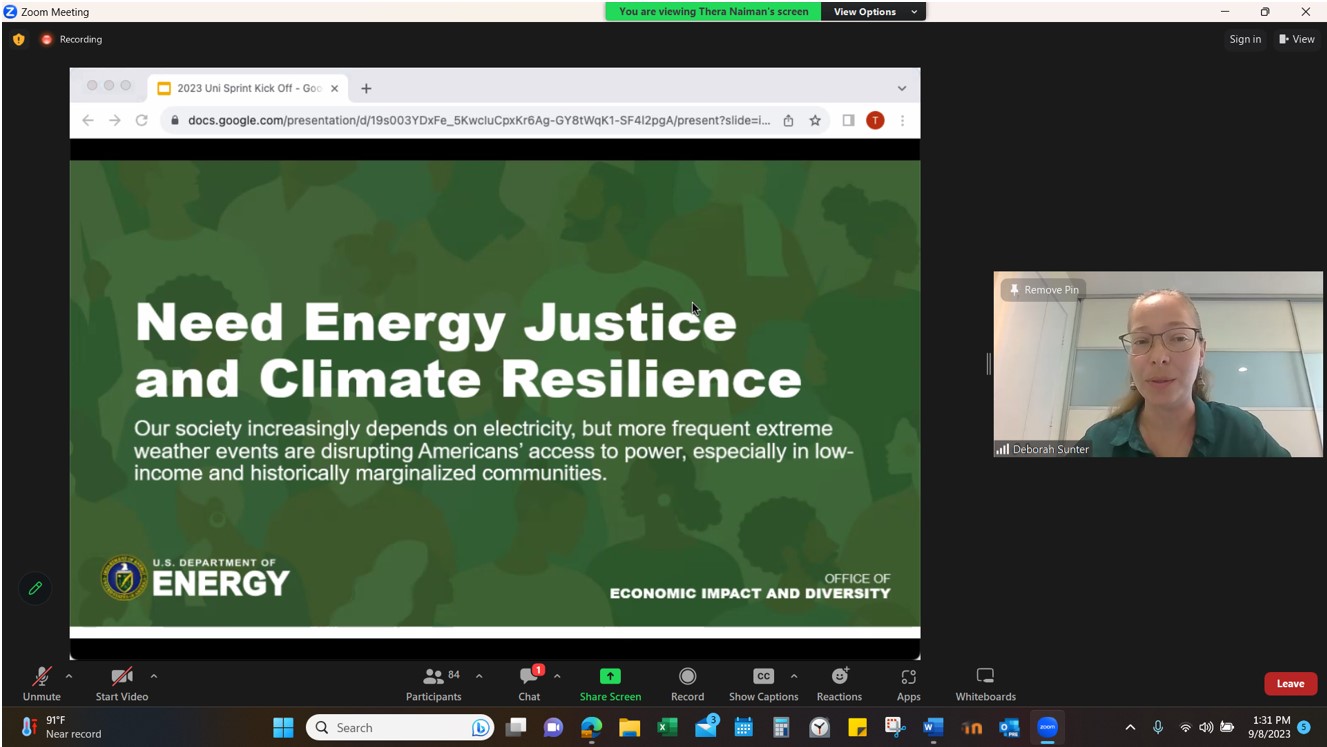 Zoom Meeting
You are viewing Thera Naiman's screen
View Options
Recording
Sign in
View
2023 Uni Sprint Kick Off - Goo
docs.google.com/presentation/d/19s003YDxFe_5KwcluCpxKr6Ag-GY8tWqK1-SF4l2pgA/present?slide=i...
T
Need Energy Justice
and Climate Resilience
Our society increasingly depends on electricity, but more frequent extreme
weather events are disrupting Americans' access to power, especially in low-
income and historically marginalized communities.
U.S. DEPARTMENT OF
ENERGY
OFFICE OF
ECONOMIC IMPACT AND DIVERSITY
Remove Pin
Deborah Sunter
Unmute
Start Video
84
Participants
1
Chat
Share Screen
Record
CC
Show Captions
Reactions
Apps
Whiteboards
Leave
91°F
Near record
Search
3
zoom
1:31 PM
9/8/2023
5